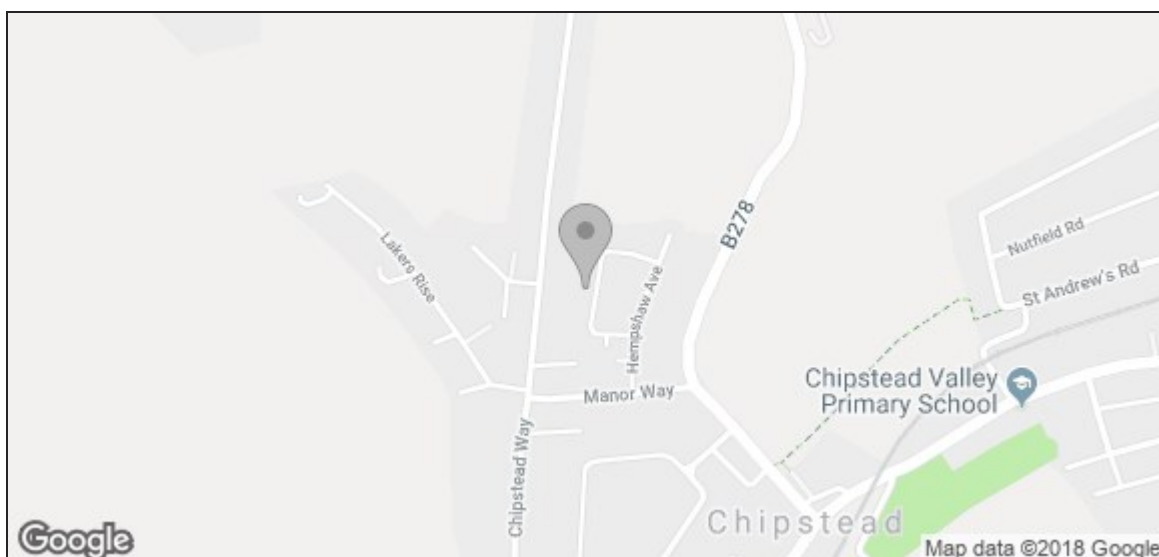 B278
Lakers Rise
Hempshaw Ave
Nutfield Rd
St Andrew's Rd
Manor Way
Chipstead Valley
Primary School
Chipstead Way
Chipstead
Google
Map data ©2018 Google